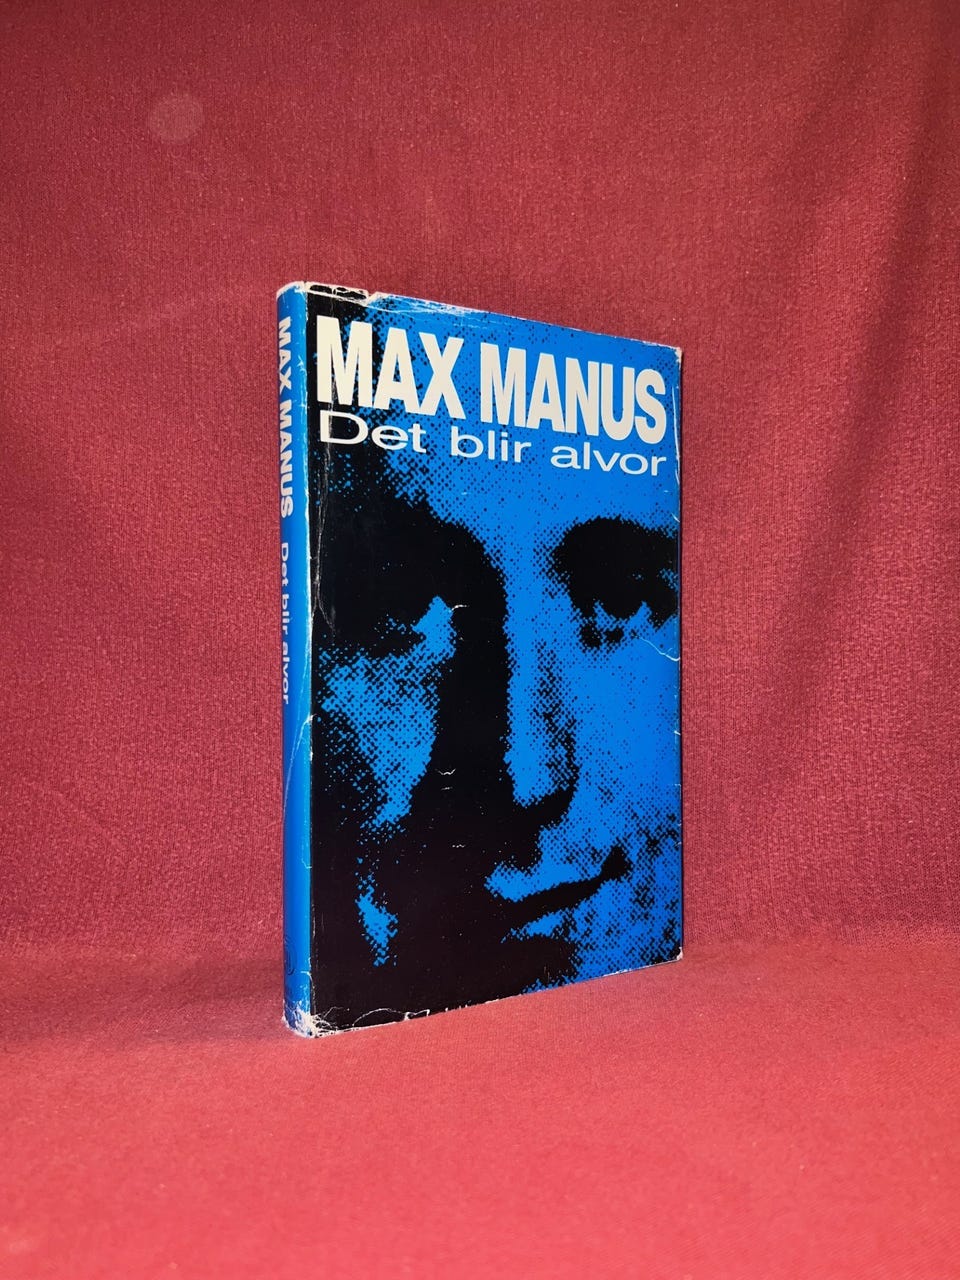 MAX MANUS
Det blir alvor
MAX MANUS Det blir alvor